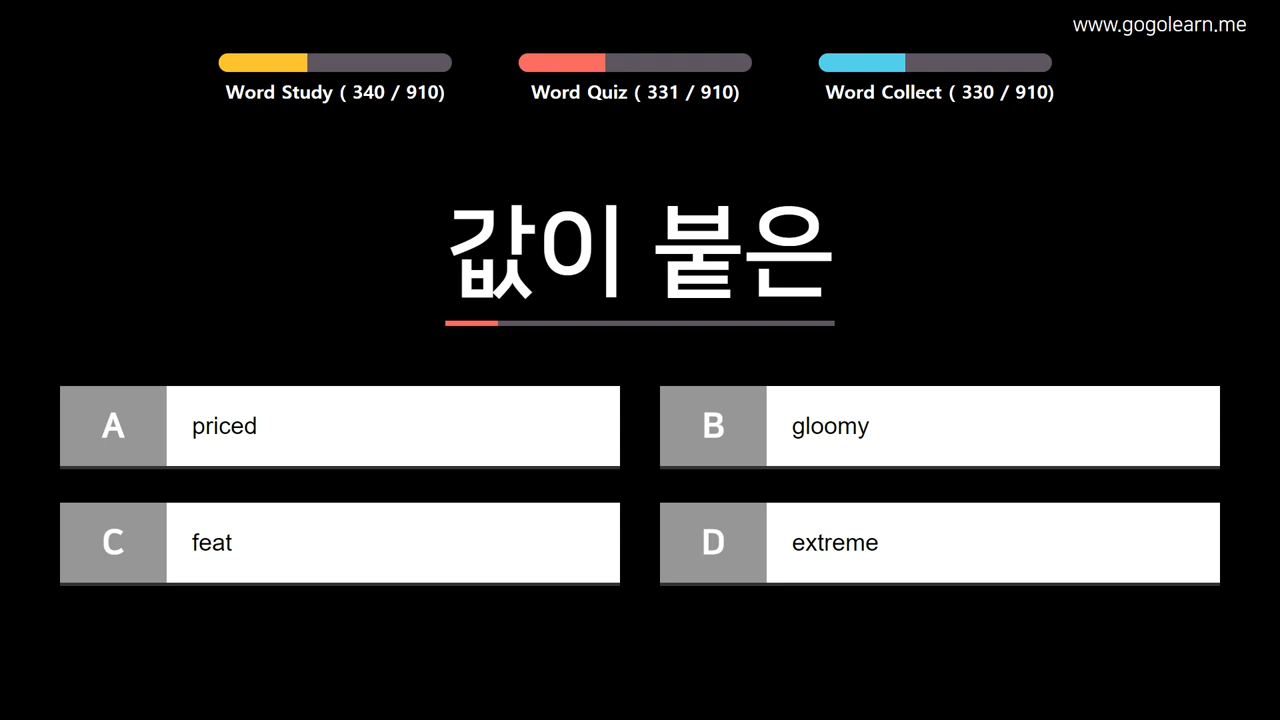 www.gogolearn.me
Word Study ( 340 / 910)
Word Quiz ( 331 / 910)
Word Collect ( 330 / 910)
값이 붙은
A priced
B gloomy
C feat
D extreme